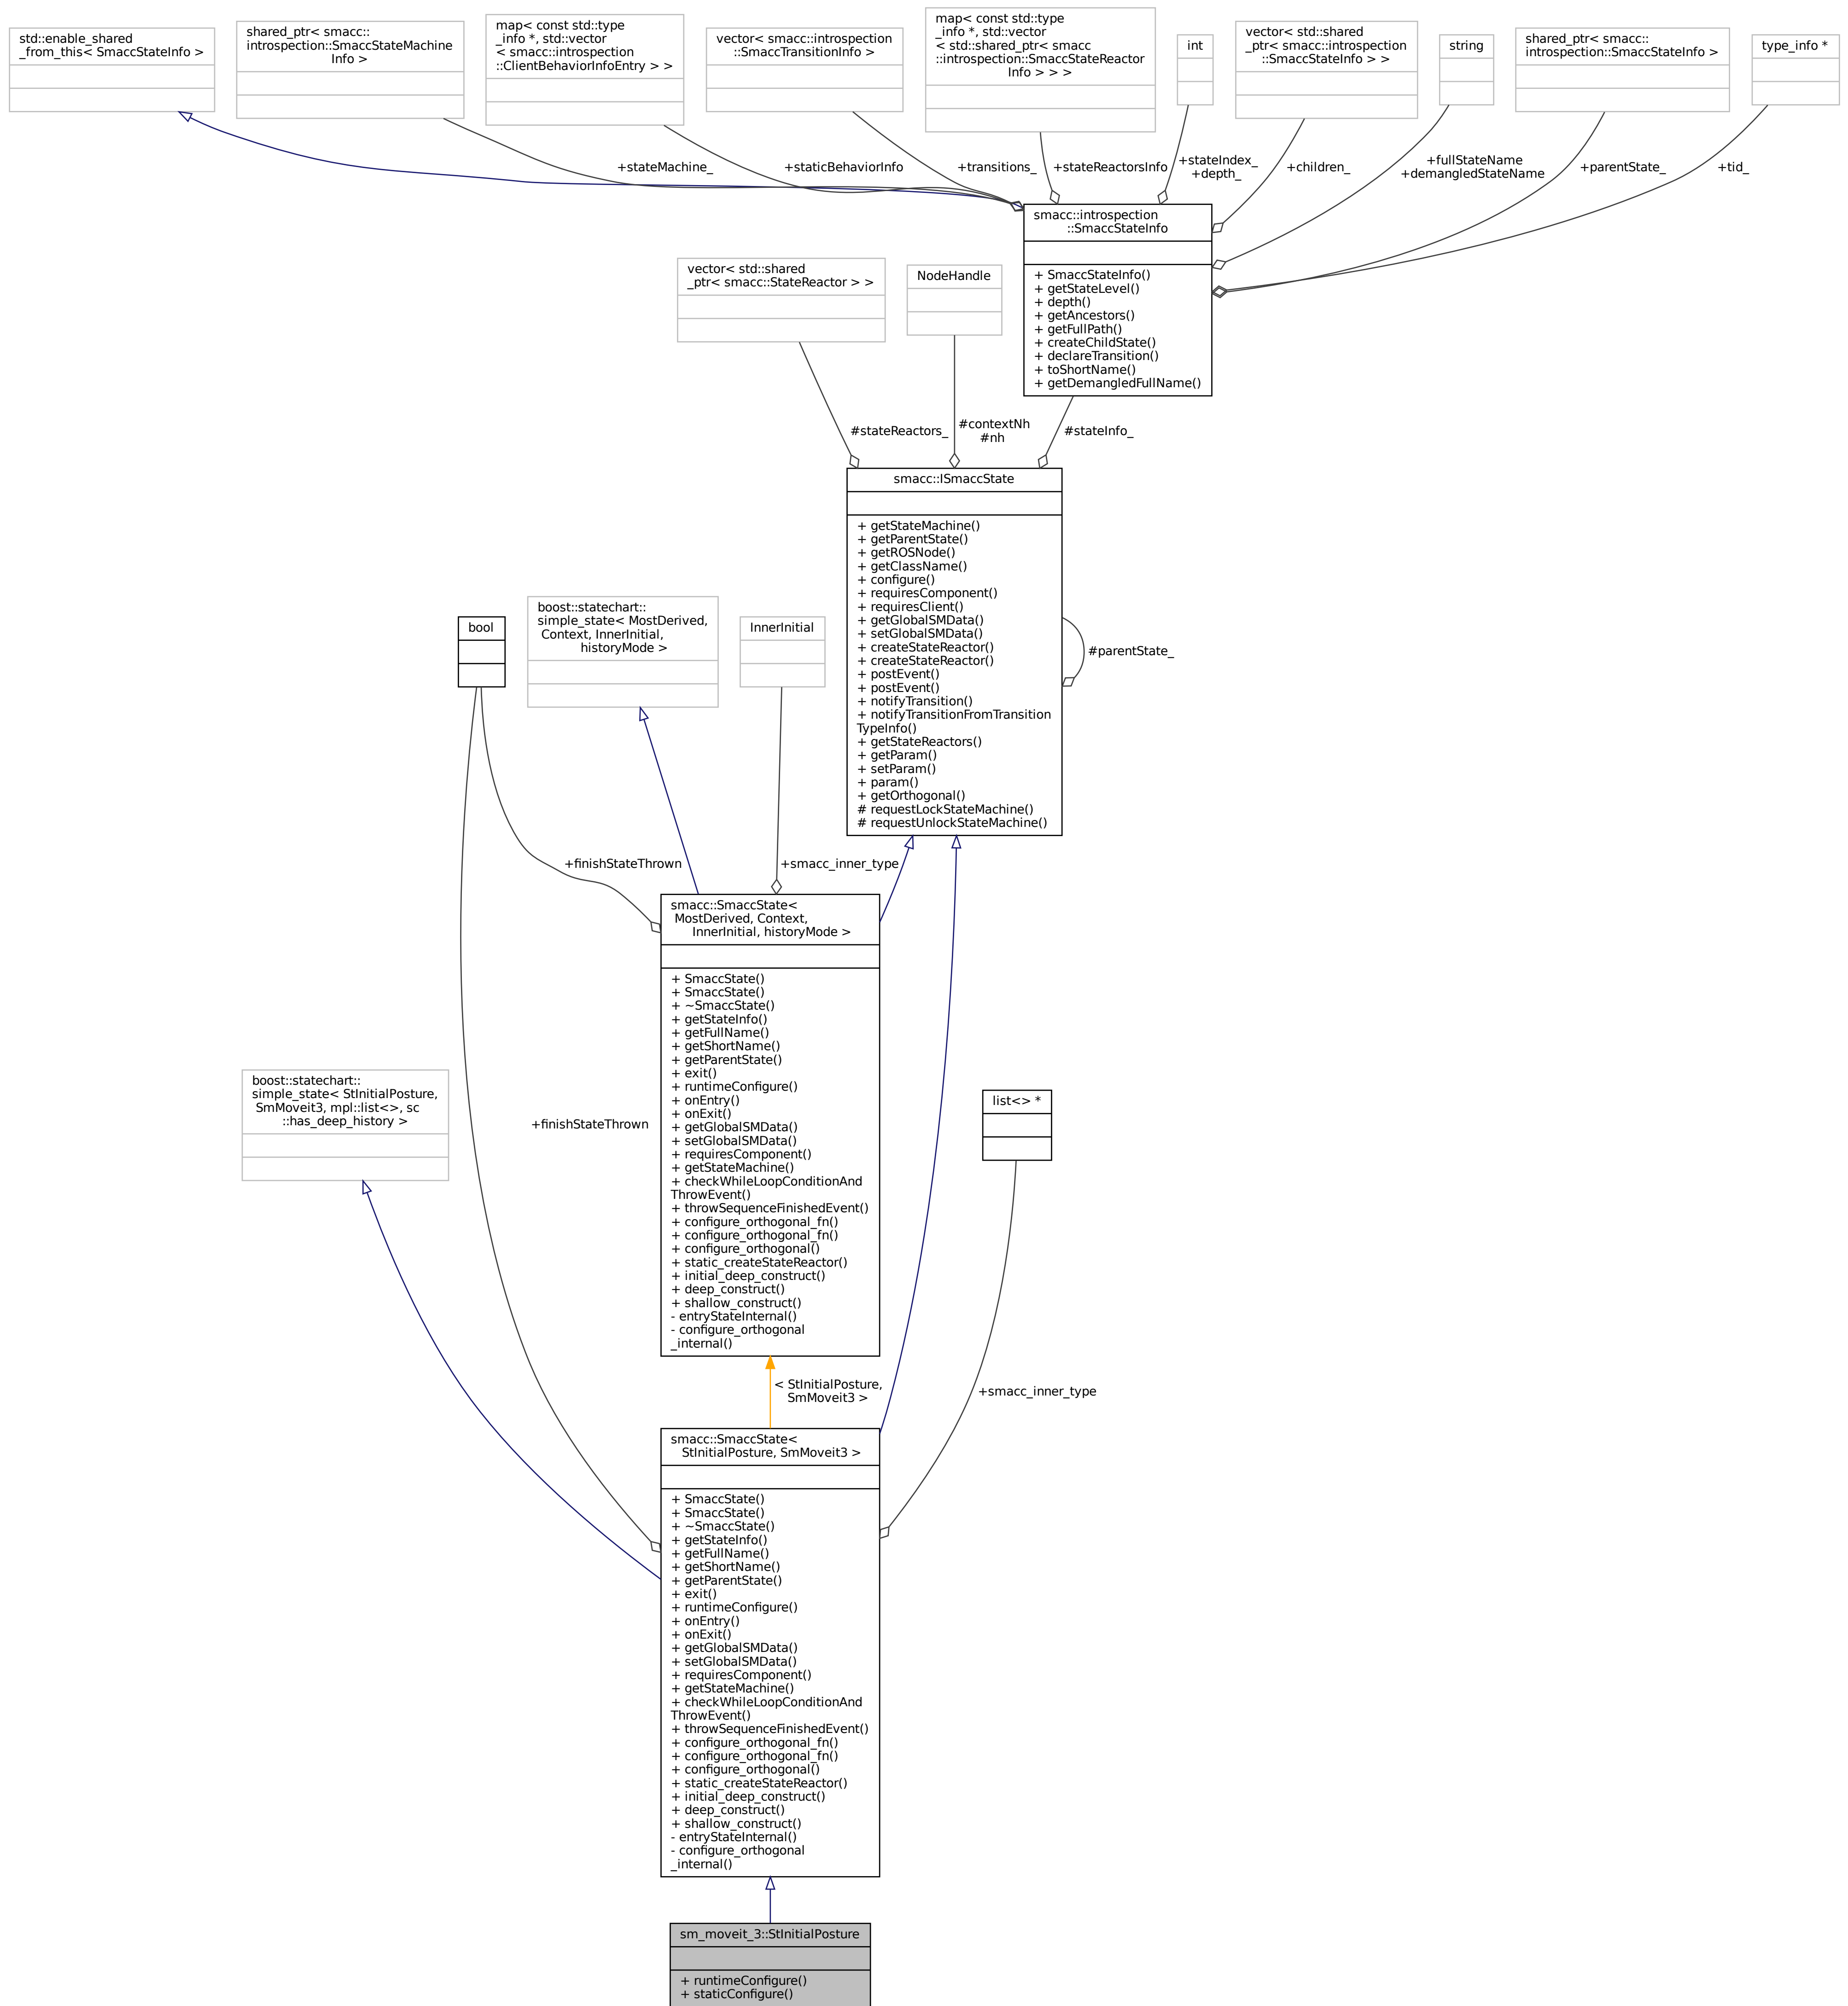 std::enable_shared
_from_this< SmaccStateInfo >
shared_ptr< smacc::
introspection::SmaccStateMachine
Info >
map< const std::type
_info *, std::vector
< smacc::introspection
::ClientBehaviorInfoEntry > >
vector< smacc::introspection
::SmaccTransitionInfo >
map< const std::type
_info *, std::vector
< std::shared_ptr< smacc
::introspection::SmaccStateReactor
Info > > >
int
vector< std::shared
_ptr< smacc::introspection
::SmaccStateInfo > >
string
shared_ptr< smacc::
introspection::SmaccStateInfo >
type_info *
+stateMachine_
+staticBehaviorInfo
+transitions_
+stateReactorsInfo
+stateIndex_
+depth_
+children_
+fullStateName
+demangledStateName
+parentState_
+tid_
smacc::introspection
::SmaccStateInfo
+ SmaccStateInfo()
+ getStateLevel()
+ depth()
+ getAncestors()
+ getFullPath()
+ createChildState()
+ declareTransition()
+ toShortName()
+ getDemangledFullName()
vector< std::shared
_ptr< smacc::StateReactor > >
NodeHandle
#stateReactors_
#contextNh
#nh
#stateInfo_
smacc::ISmaccState
+ getStateMachine()
+ getParentState()
+ getROSNode()
+ getClassName()
+ configure()
+ requiresComponent()
+ requiresClient()
+ getGlobalSMData()
+ setGlobalSMData()
+ createStateReactor()
+ createStateReactor()
+ postEvent()
+ postEvent()
+ notifyTransition()
+ notifyTransitionFromTransition
TypeInfo()
+ getStateReactors()
+ getParam()
+ setParam()
+ param()
+ getOrthogonal()
# requestLockStateMachine()
# requestUnlockStateMachine()
#parentState_
bool
boost::statechart::
simple_state< MostDerived,
Context, InnerInitial,
historyMode >
InnerInitial
+finishStateThrown
+smacc_inner_type
smacc::SmaccState<
MostDerived, Context,
InnerInitial, historyMode >
+ SmaccState()
+ SmaccState()
+ ~SmaccState()
+ getStateInfo()
+ getFullName()
+ getShortName()
+ getParentState()
+ exit()
+ runtimeConfigure()
+ onEntry()
+ onExit()
+ getGlobalSMData()
+ setGlobalSMData()
+ requiresComponent()
+ getStateMachine()
+ checkWhileLoopConditionAnd
ThrowEvent()
+ throwSequenceFinishedEvent()
+ configure_orthogonal_fn()
+ configure_orthogonal_fn()
+ configure_orthogonal()
+ static_createStateReactor()
+ initial_deep_construct()
+ deep_construct()
+ shallow_construct()
- entryStateInternal()
- configure_orthogonal
_internal()
boost::statechart::
simple_state< StInitialPosture,
SmMoveit3, mpl::list<>, sc
::has_deep_history >
+finishStateThrown
list<> *
< StInitialPosture,
SmMoveit3 >
+smacc_inner_type
smacc::SmaccState<
StInitialPosture, SmMoveit3 >
+ SmaccState()
+ SmaccState()
+ ~SmaccState()
+ getStateInfo()
+ getFullName()
+ getShortName()
+ getParentState()
+ exit()
+ runtimeConfigure()
+ onEntry()
+ onExit()
+ getGlobalSMData()
+ setGlobalSMData()
+ requiresComponent()
+ getStateMachine()
+ checkWhileLoopConditionAnd
ThrowEvent()
+ throwSequenceFinishedEvent()
+ configure_orthogonal_fn()
+ configure_orthogonal_fn()
+ configure_orthogonal()
+ static_createStateReactor()
+ initial_deep_construct()
+ deep_construct()
+ shallow_construct()
- entryStateInternal()
- configure_orthogonal
_internal()
sm_moveit_3::StInitialPosture
+ runtimeConfigure()
+ staticConfigure()